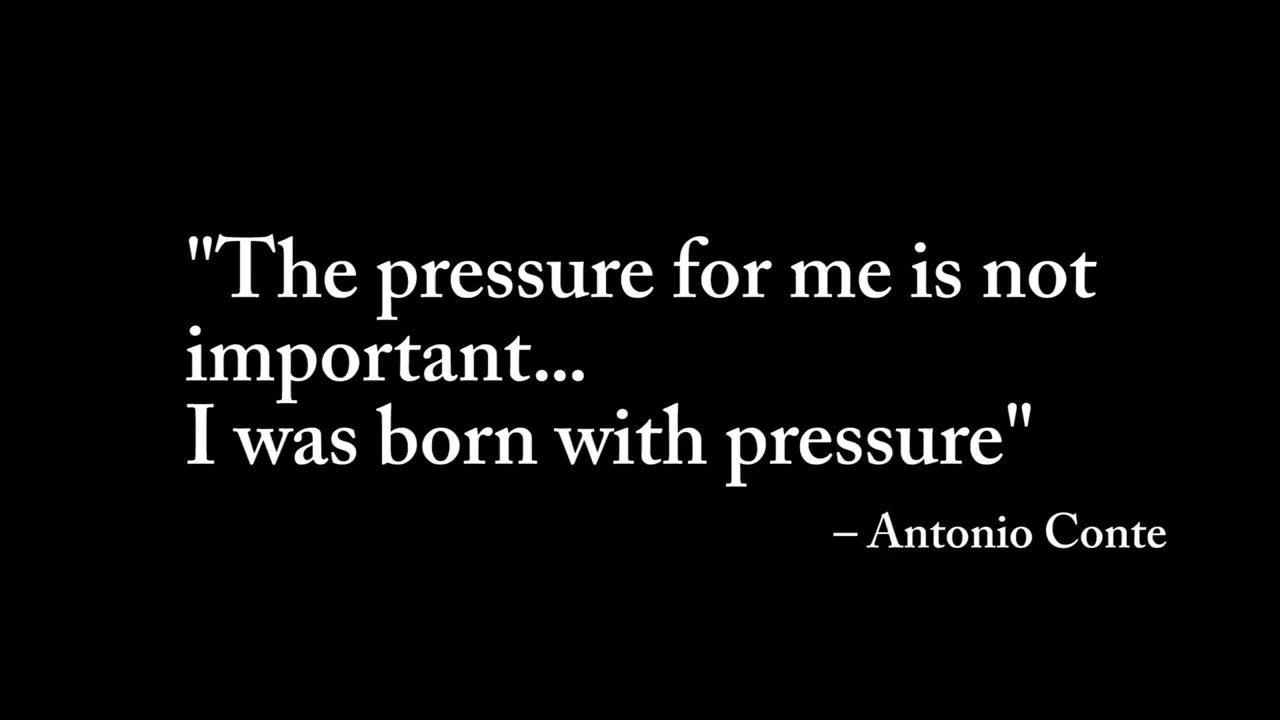 "The pressure for me is not
important...
I was born with pressure"
– Antonio Conte